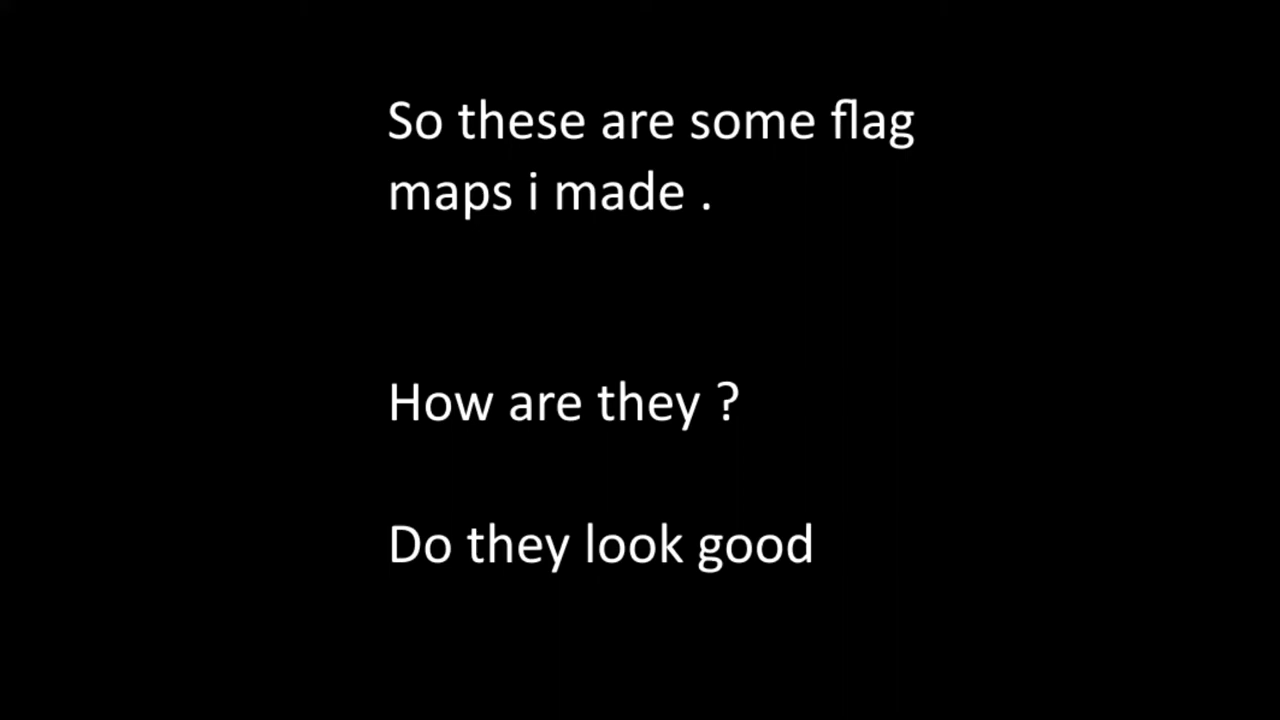 So these are some flag
maps i made .
How are they ?
Do they look good